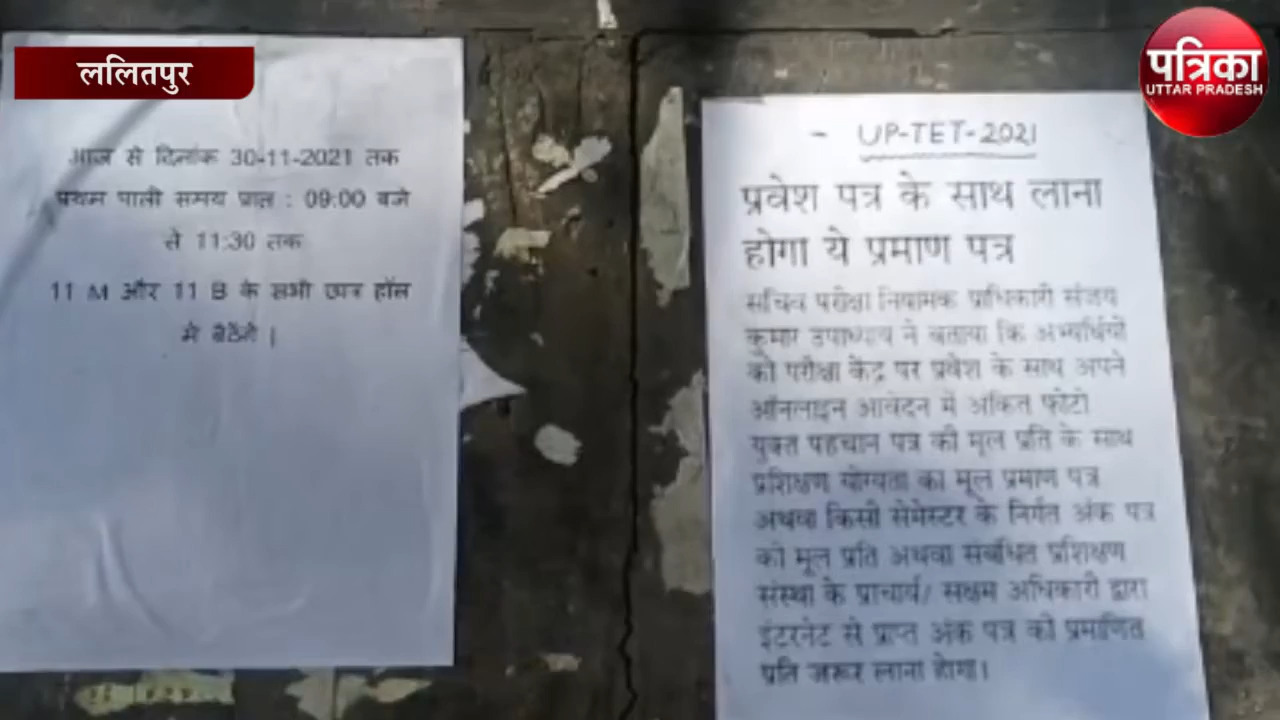 ललितपुर
पत्रिका
UTTAR PRADESH
आज से दिनांक 30-11-2021 तक
प्रथम पाली समय प्रात : 09:00 बजे
से 11:30 तक
11 M और 11 B के सभी छात्र हॉल
में बैठेंगे |
- UP-TET-2021
प्रवेश पत्र के साथ लाना
होगा ये प्रमाण पत्र
सचिव परीक्षा नियामक प्राधिकारी संजय
कुमार उपाध्याय ने बताया कि अभ्यर्थियों
को परीक्षा केंद्र पर प्रवेश के साथ अपने
ऑनलाइन आवेदन में अंकित फोटो
युक्त पहचान पत्र की मूल प्रति के साथ
प्रशिक्षण योग्यता का मूल प्रमाण पत्र
अथवा किसी सेमेस्टर के निर्गत अंक पत्र
की मूल प्रति अथवा संबंधित प्रशिक्षण
संस्था के प्राचार्य/ सक्षम अधिकारी द्वारा
इंटरनेट से प्राप्त अंक पत्र की प्रमाणित
प्रति जरूर लाना होगा।